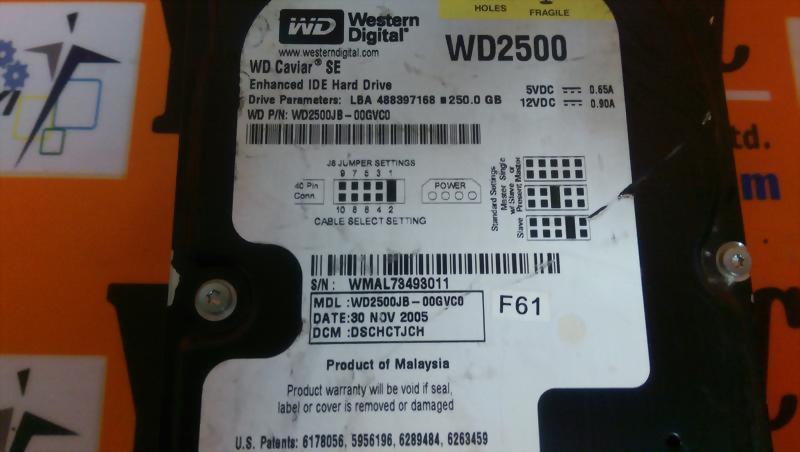 HOLES
FRAGILE
WD Western Digital
www.westerndigital.com
WD2500
WD Caviar® SE
Enhanced IDE Hard Drive
Drive Parameters: LBA 488397168 ■ 250.0 GB
WD P/N: WD2500JB-00GVC0
5VDC 0.65A
12VDC 0.90A
J8 JUMPER SETTINGS
9 7 5 3 1
40 Pin
Conn.
POWER
10 8 6 4 2
CABLE SELECT SETTING
Standard Settings
Master Single or
Master w/ Slave Present
Slave
S/N: WMAL73493011
MDL: WD2500JB-00GVC0
DATE: 30 NOV 2005
DCM: DSCHCTJCH
F61
Product of Malaysia
Product warranty will be void if seal,
label or cover is removed or damaged
U.S. Patents: 6178056, 5956196, 6289484, 6263459
td.
m